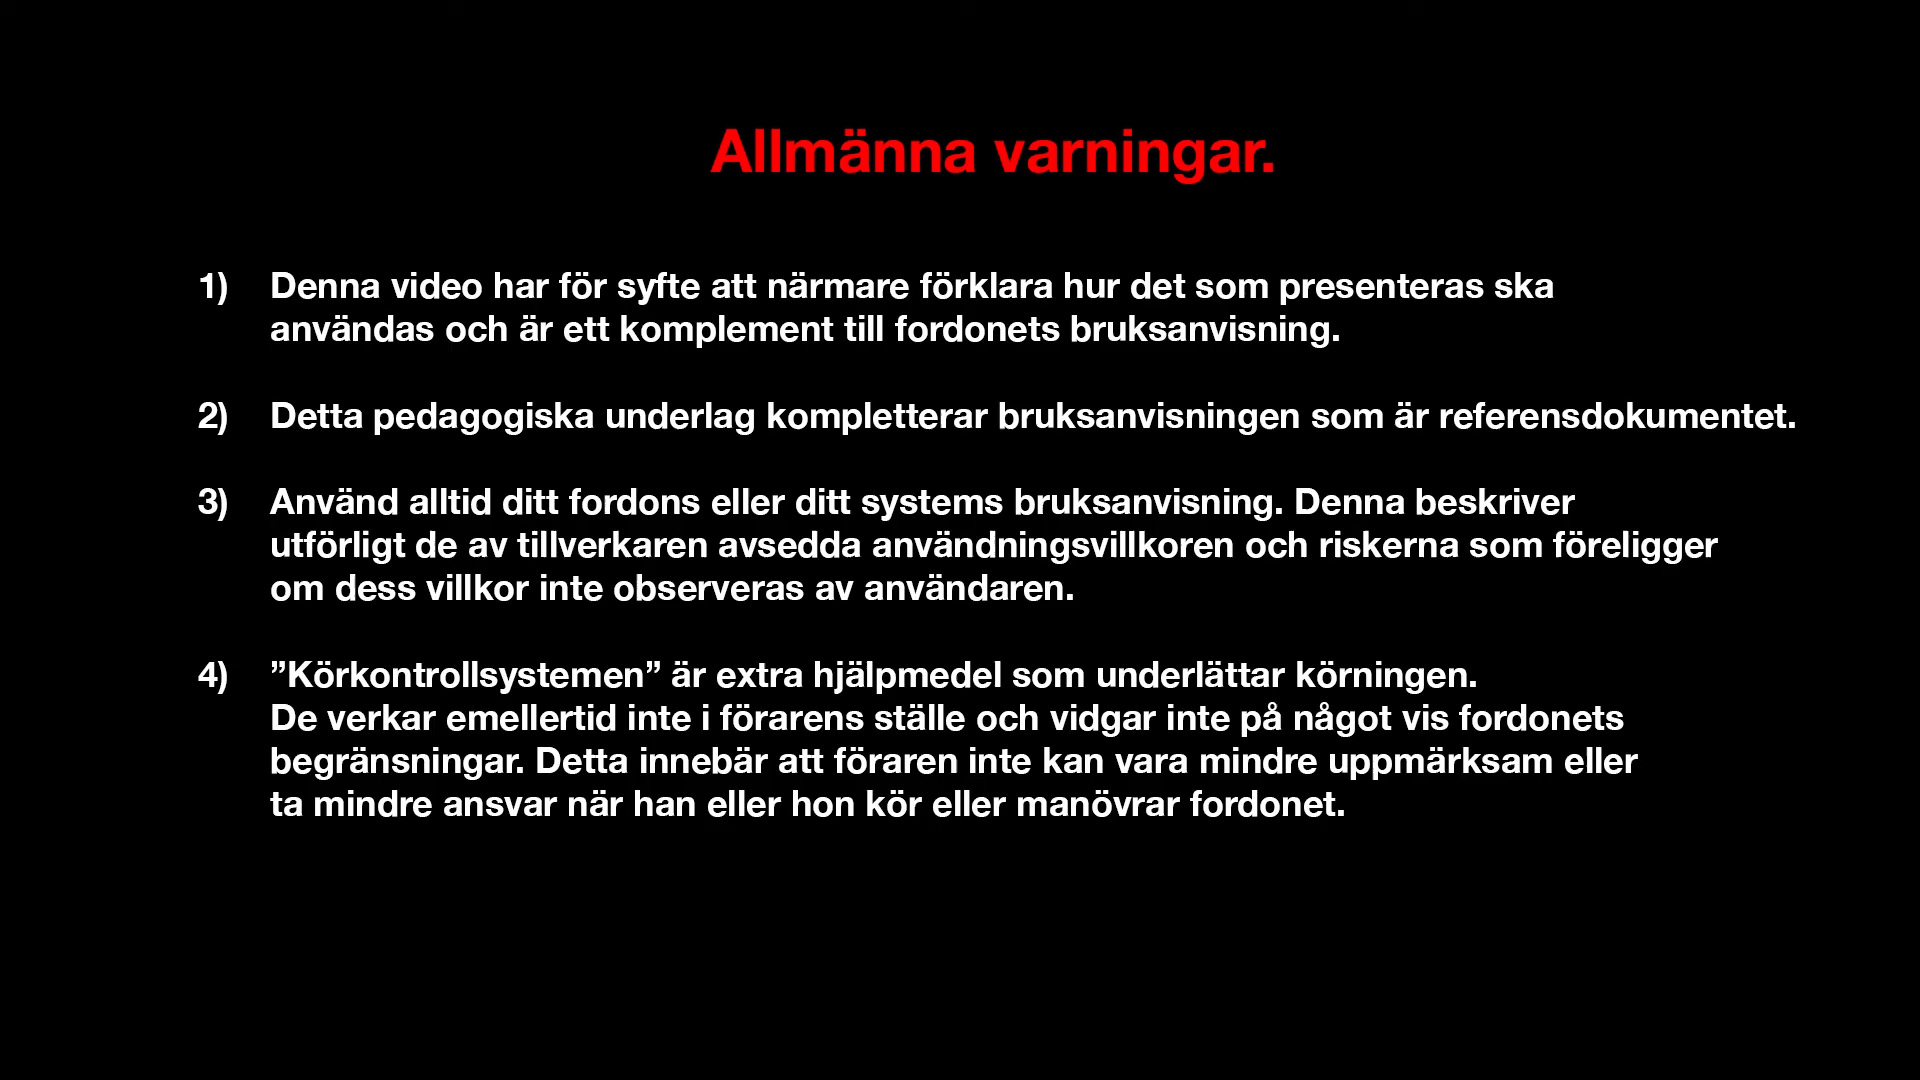 Allmänna varningar.
1) Denna video har för syfte att närmare förklara hur det som presenteras ska
användas och är ett komplement till fordonets bruksanvisning.
2) Detta pedagogiska underlag kompletterar bruksanvisningen som är referensdokumentet.
3) Använd alltid ditt fordons eller ditt systems bruksanvisning. Denna beskriver
utförligt de av tillverkaren avsedda användningsvillkoren och riskerna som föreligger
om dess villkor inte observeras av användaren.
4) ”Körkontrollsystemen” är extra hjälpmedel som underlättar körningen.
De verkar emellertid inte i förarens ställe och vidgar inte på något vis fordonets
begränsningar. Detta innebär att föraren inte kan vara mindre uppmärksam eller
ta mindre ansvar när han eller hon kör eller manövrar fordonet.